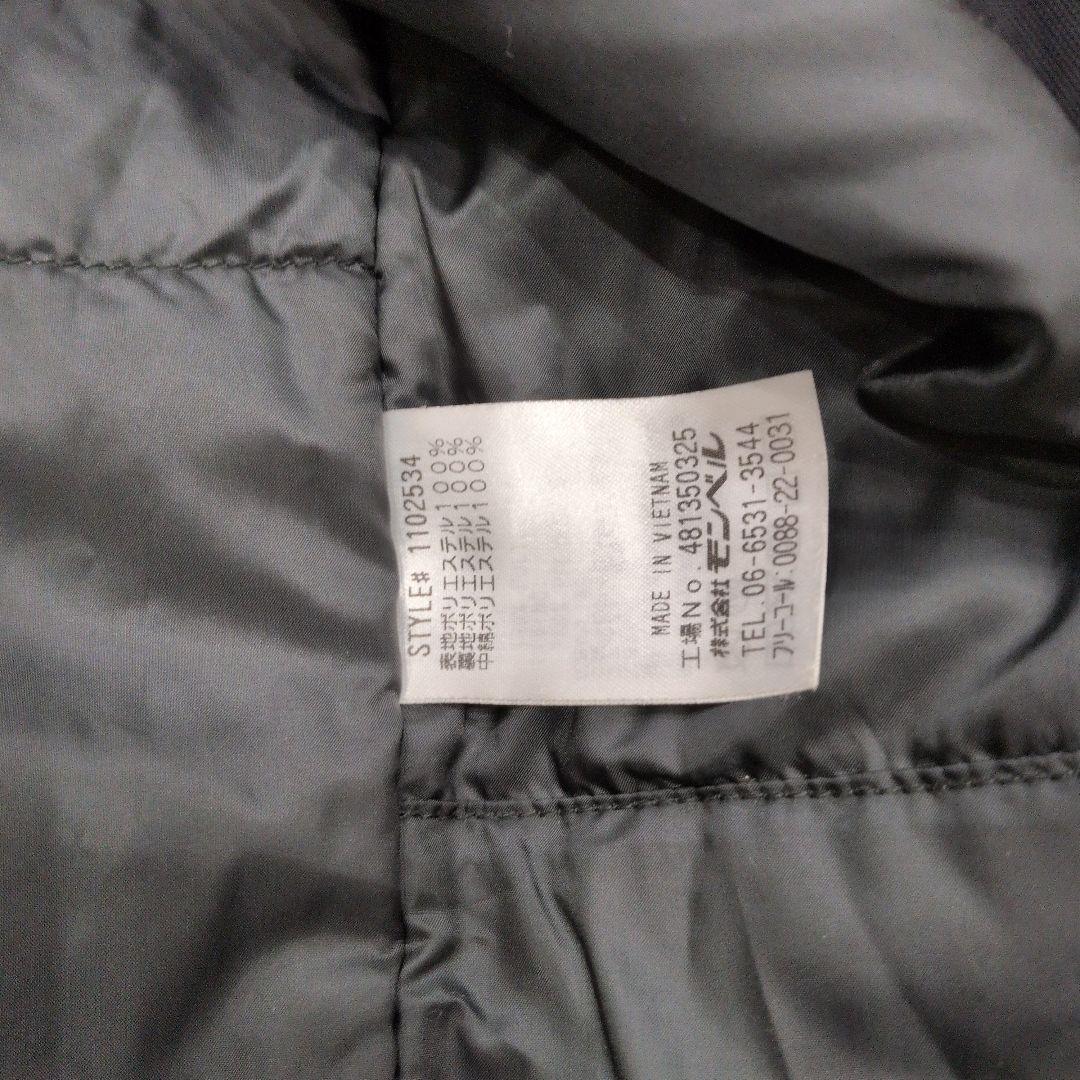 STYLE# 1102534
表地ポリエステル100%
裏地ポリエステル100%
中綿ポリエステル100%
MADE IN VIETNAM
工場No.481350325
株式会社モンベル
TEL.06-6531-3544
フリーコール:0088-22-0031